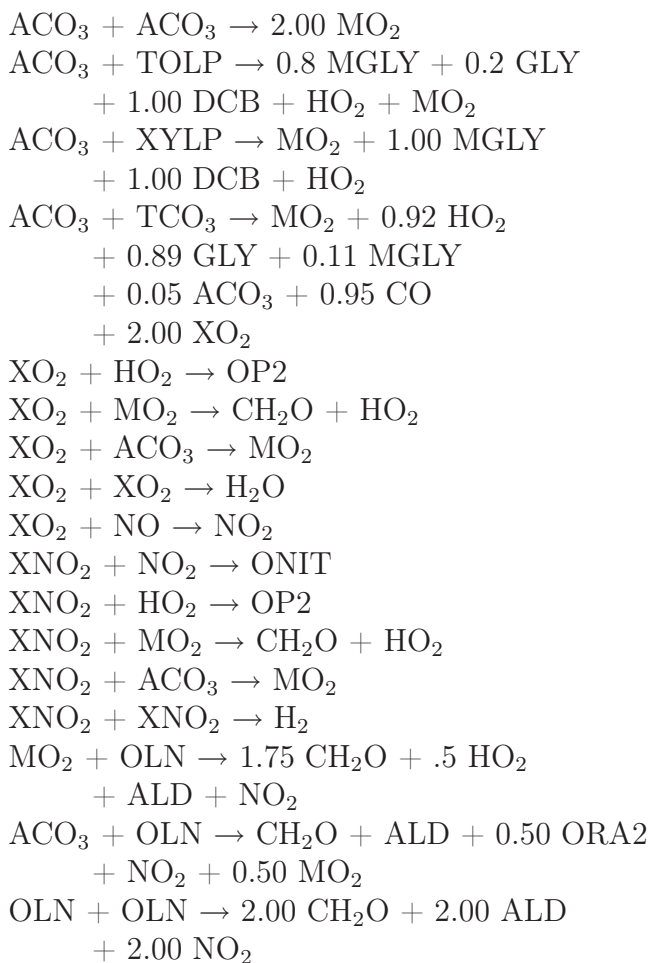 ACO₃ + ACO₃ → 2.00 MO₂
ACO₃ + TOLP → 0.8 MGLY + 0.2 GLY
+ 1.00 DCB + HO₂ + MO₂
ACO₃ + XYLP → MO₂ + 1.00 MGLY
+ 1.00 DCB + HO₂
ACO₃ + TCO₃ → MO₂ + 0.92 HO₂
+ 0.89 GLY + 0.11 MGLY
+ 0.05 ACO₃ + 0.95 CO
+ 2.00 XO₂
XO₂ + HO₂ → OP2
XO₂ + MO₂ → CH₂O + HO₂
XO₂ + ACO₃ → MO₂
XO₂ + XO₂ → H₂O
XO₂ + NO → NO₂
XNO₂ + NO₂ → ONIT
XNO₂ + HO₂ → OP2
XNO₂ + MO₂ → CH₂O + HO₂
XNO₂ + ACO₃ → MO₂
XNO₂ + XNO₂ → H₂
MO₂ + OLN → 1.75 CH₂O + .5 HO₂
+ ALD + NO₂
ACO₃ + OLN → CH₂O + ALD + 0.50 ORA2
+ NO₂ + 0.50 MO₂
OLN + OLN → 2.00 CH₂O + 2.00 ALD
+ 2.00 NO₂